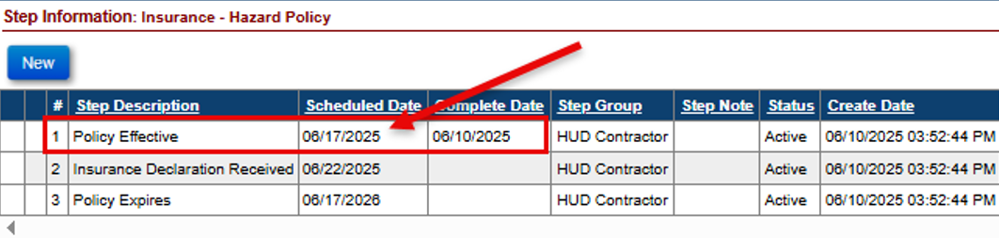 Step Information: Insurance - Hazard Policy
New
# Step Description Scheduled Date Complete Date Step Group Step Note Status Create Date
1 Policy Effective 06/17/2025 06/10/2025 HUD Contractor Active 06/10/2025 03:52:44 PM
2 Insurance Declaration Received 06/22/2025 HUD Contractor Active 06/10/2025 03:52:44 PM
3 Policy Expires 06/17/2026 HUD Contractor Active 06/10/2025 03:52:44 PM